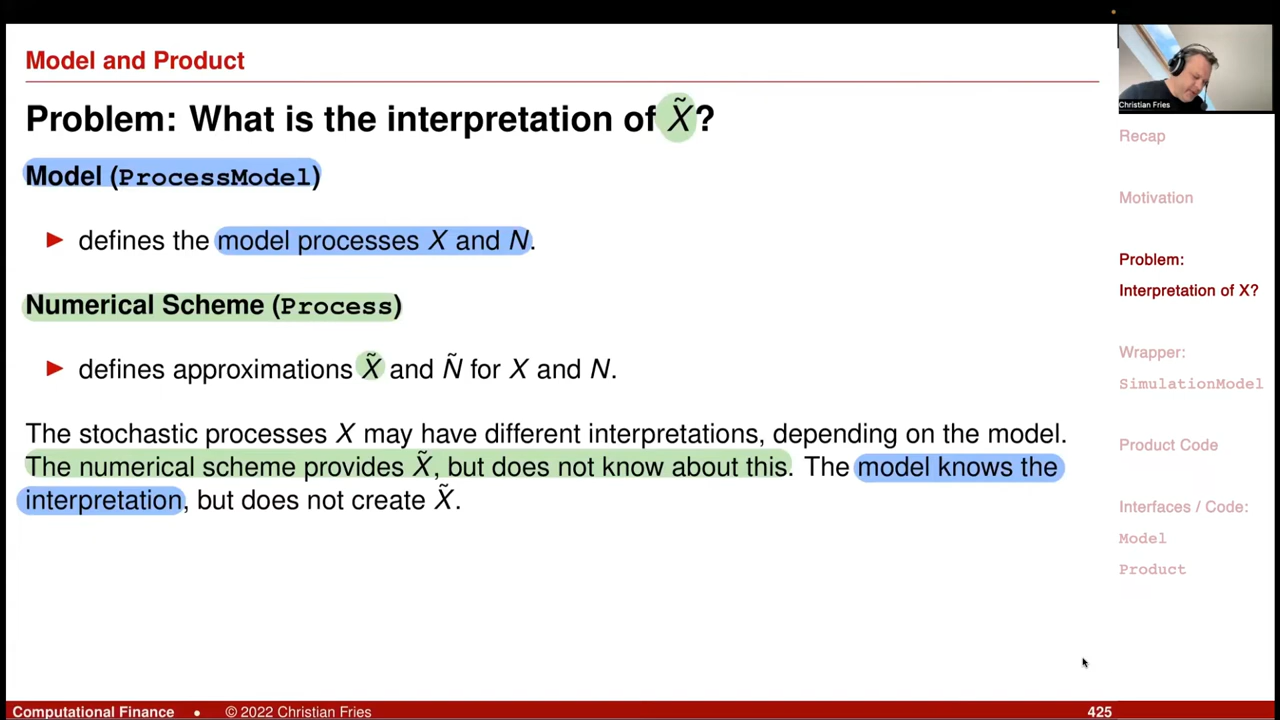 Model and Product
Problem: What is the interpretation of X̃?
Model (ProcessModel)
defines the model processes X and N.
Numerical Scheme (Process)
defines approximations X̃ and Ñ for X and N.
The stochastic processes X may have different interpretations, depending on the model.
The numerical scheme provides X̃, but does not know about this. The model knows the
interpretation, but does not create X̃.
Christian Fries
Recap
Motivation
Problem:
Interpretation of X?
Wrapper:
SimulationModel
Product Code
Interfaces / Code:
Model
Product
Computational Finance • © 2022 Christian Fries 425